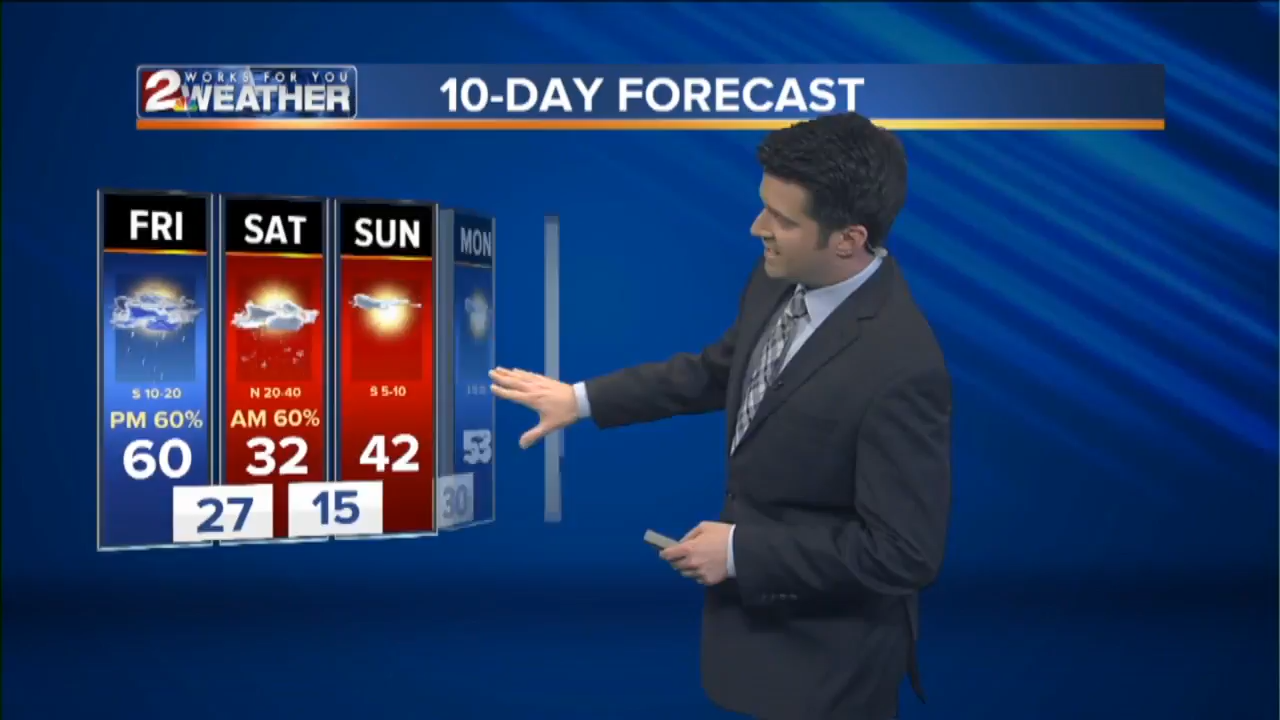 2 WORKS FOR YOU
WEATHER
10-DAY FORECAST
FRI
S 10-20
PM 60%
60
27
SAT
N 20-40
AM 60%
32
15
SUN
S 5-10
42
30
MON
53